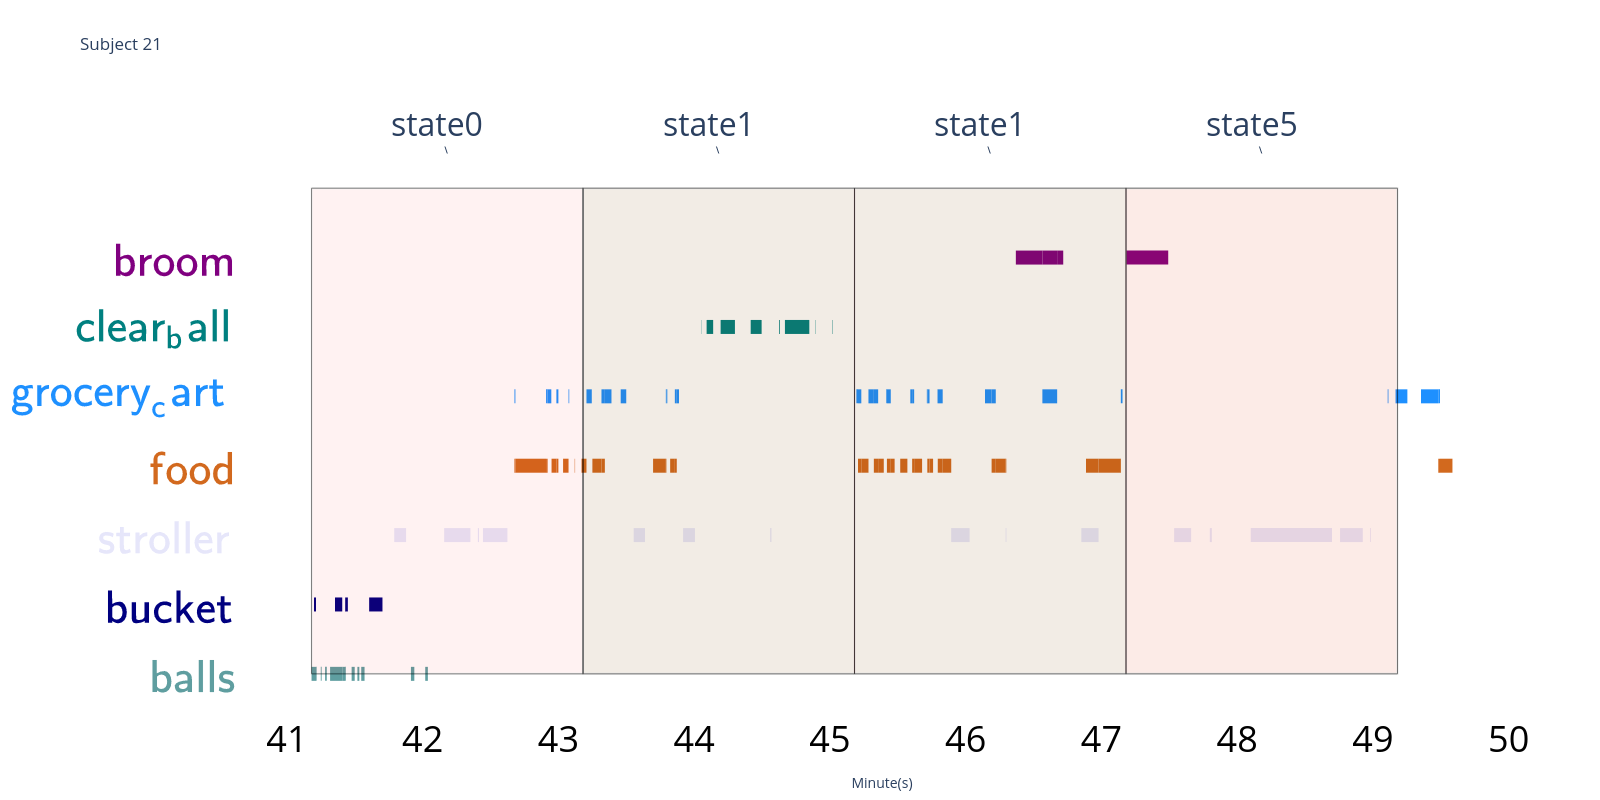 Subject 21
state0 state1 state1 state5
broom
clear_ball
grocery_cart
food
stroller
bucket
balls
41 42 43 44 45 46 47 48 49 50
Minute(s)